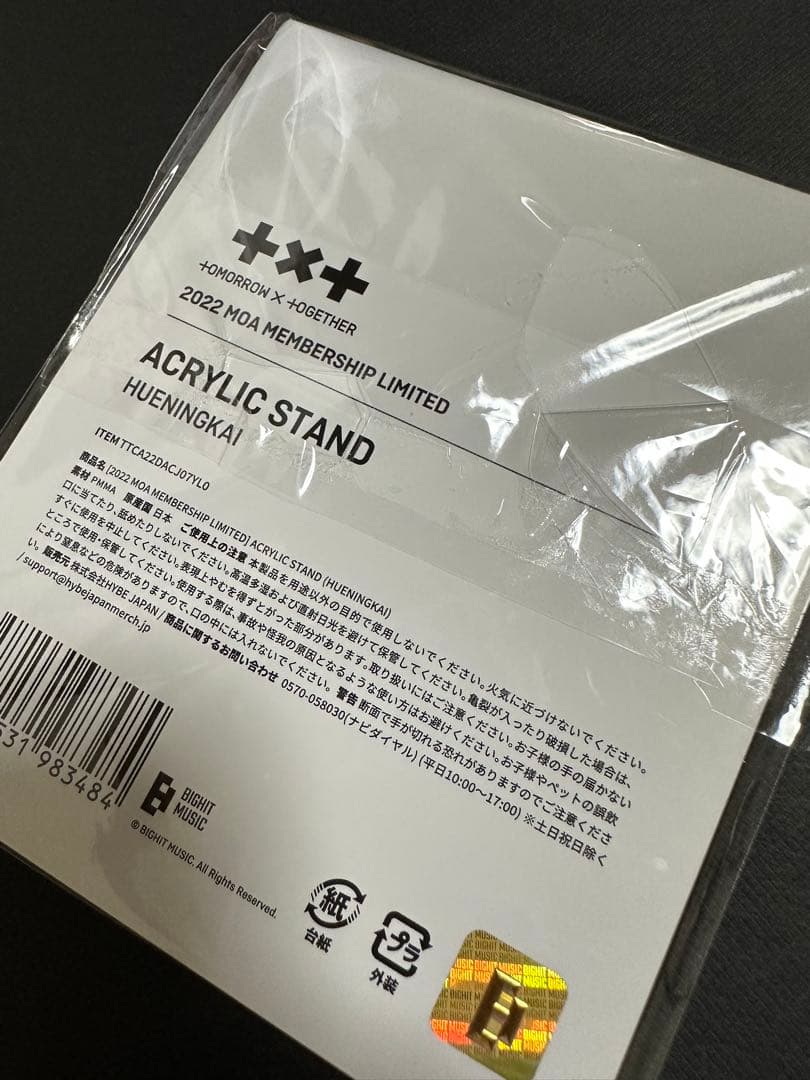 +×+
+OMORROW × +OGETHER
2022 MOA MEMBERSHIP LIMITED
ACRYLIC STAND
HUENINGKAI
ITEM TTCA22DACJ07YL0
商品名 [2022 MOA MEMBERSHIP LIMITED] ACRYLIC STAND (HUENINGKAI)
素材 PMMA 原産国 日本 ご使用上の注意 本製品を用途以外の目的で使用しないでください。火気に近づけないでください。
口に当てたり、舐めたりしないでください。高温多湿および直射日光を避けて保管してください。亀裂が入ったり破損した場合は、
すぐに使用を中止してください。表現上やむを得ずとがった部分があります。取り扱いにはご注意ください。お子様の手の届かない
ところで使用・保管してください。使用する際は、事故や怪我の原因となるような使い方はお避けください。お子様やペットの誤飲
により窒息などの危険がありますので、口の中には入れないでください。 警告 断面で手が切れる恐れがありますのでご注意くださ
い。 販売元 株式会社HYBE JAPAN / 商品に関するお問い合わせ 0570-058030(ナビダイヤル) (平日10:00〜17:00) ※土日祝日除く
/ support@hybejapanmerch.jp
531 983484
BIGHIT
MUSIC
© BIGHIT MUSIC. All Rights Reserved.
紙
台紙
プラ
外装
BIGHIT MUSIC